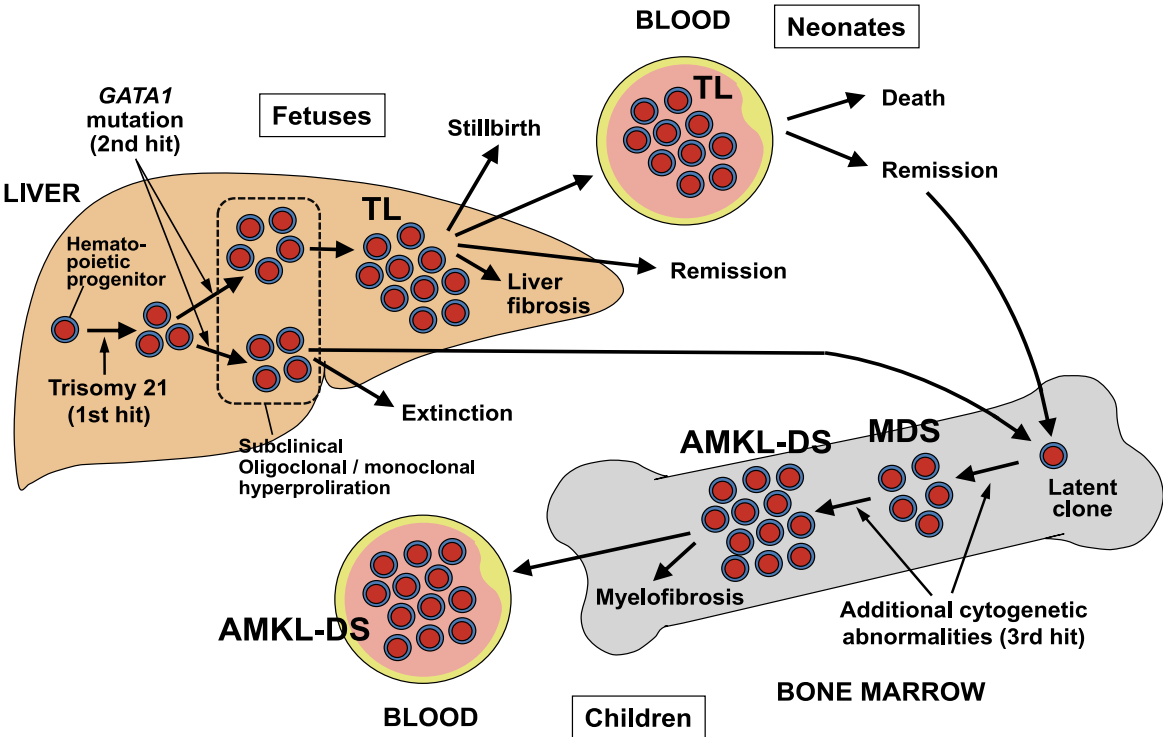 BLOOD
Neonates
GATA1
mutation
(2nd hit)
Fetuses
Stillbirth
TL
Death
Remission
LIVER
TL
Hemato-
poietic
progenitor
Liver
fibrosis
Remission
Trisomy 21
(1st hit)
Extinction
Subclinical
Oligoclonal / monoclonal
hyperproliration
AMKL-DS
MDS
Latent
clone
Myelofibrosis
Additional cytogenetic
abnormalities (3rd hit)
AMKL-DS
BONE MARROW
BLOOD
Children